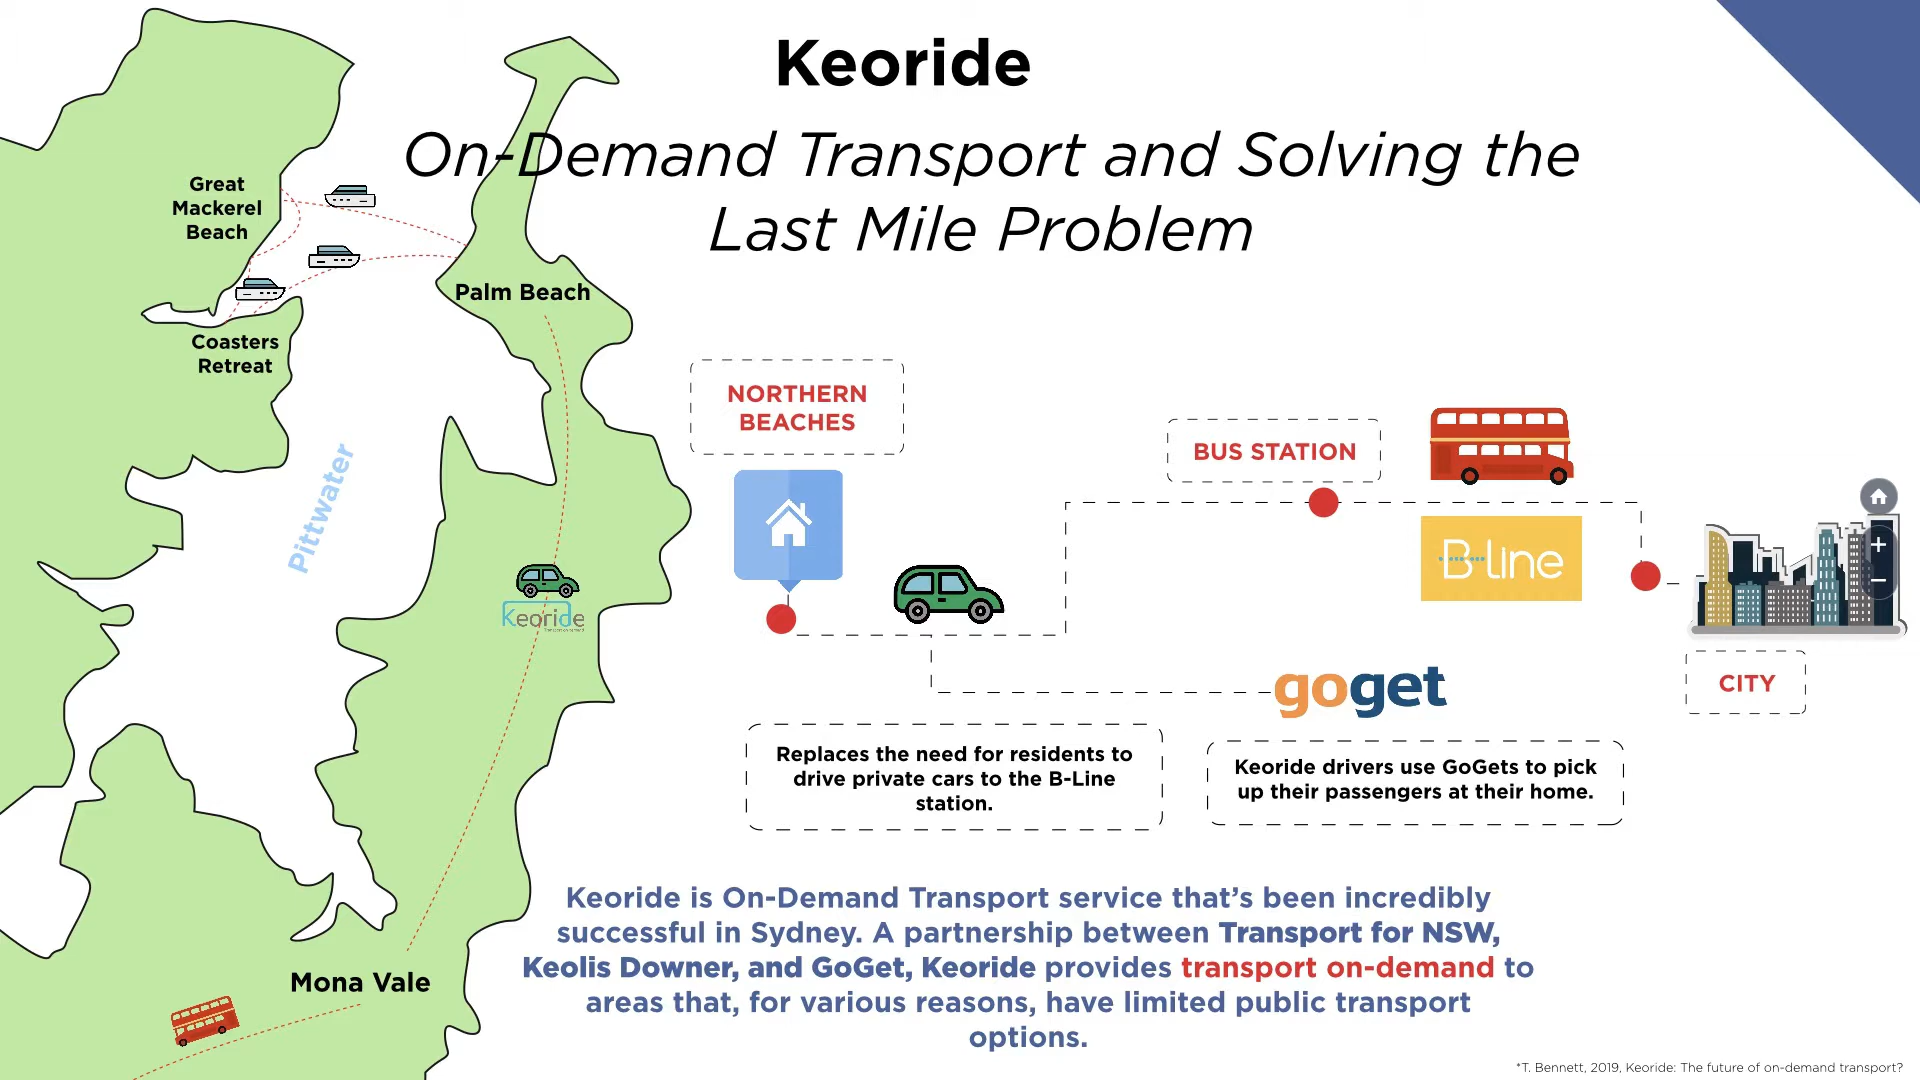 Keoride
On-Demand Transport and Solving the
Last Mile Problem
Great
Mackerel
Beach
Palm Beach
Coasters
Retreat
Pittwater
Keoride
Mona Vale
NORTHERN
BEACHES
BUS STATION
B-Line
CITY
goget
Replaces the need for residents to
drive private cars to the B-Line
station.
Keoride drivers use GoGets to pick
up their passengers at their home.
Keoride is On-Demand Transport service that’s been incredibly
successful in Sydney. A partnership between Transport for NSW,
Keolis Downer, and GoGet, Keoride provides transport on-demand to
areas that, for various reasons, have limited public transport
options.
*T. Bennett, 2019, Keoride: The future of on-demand transport?